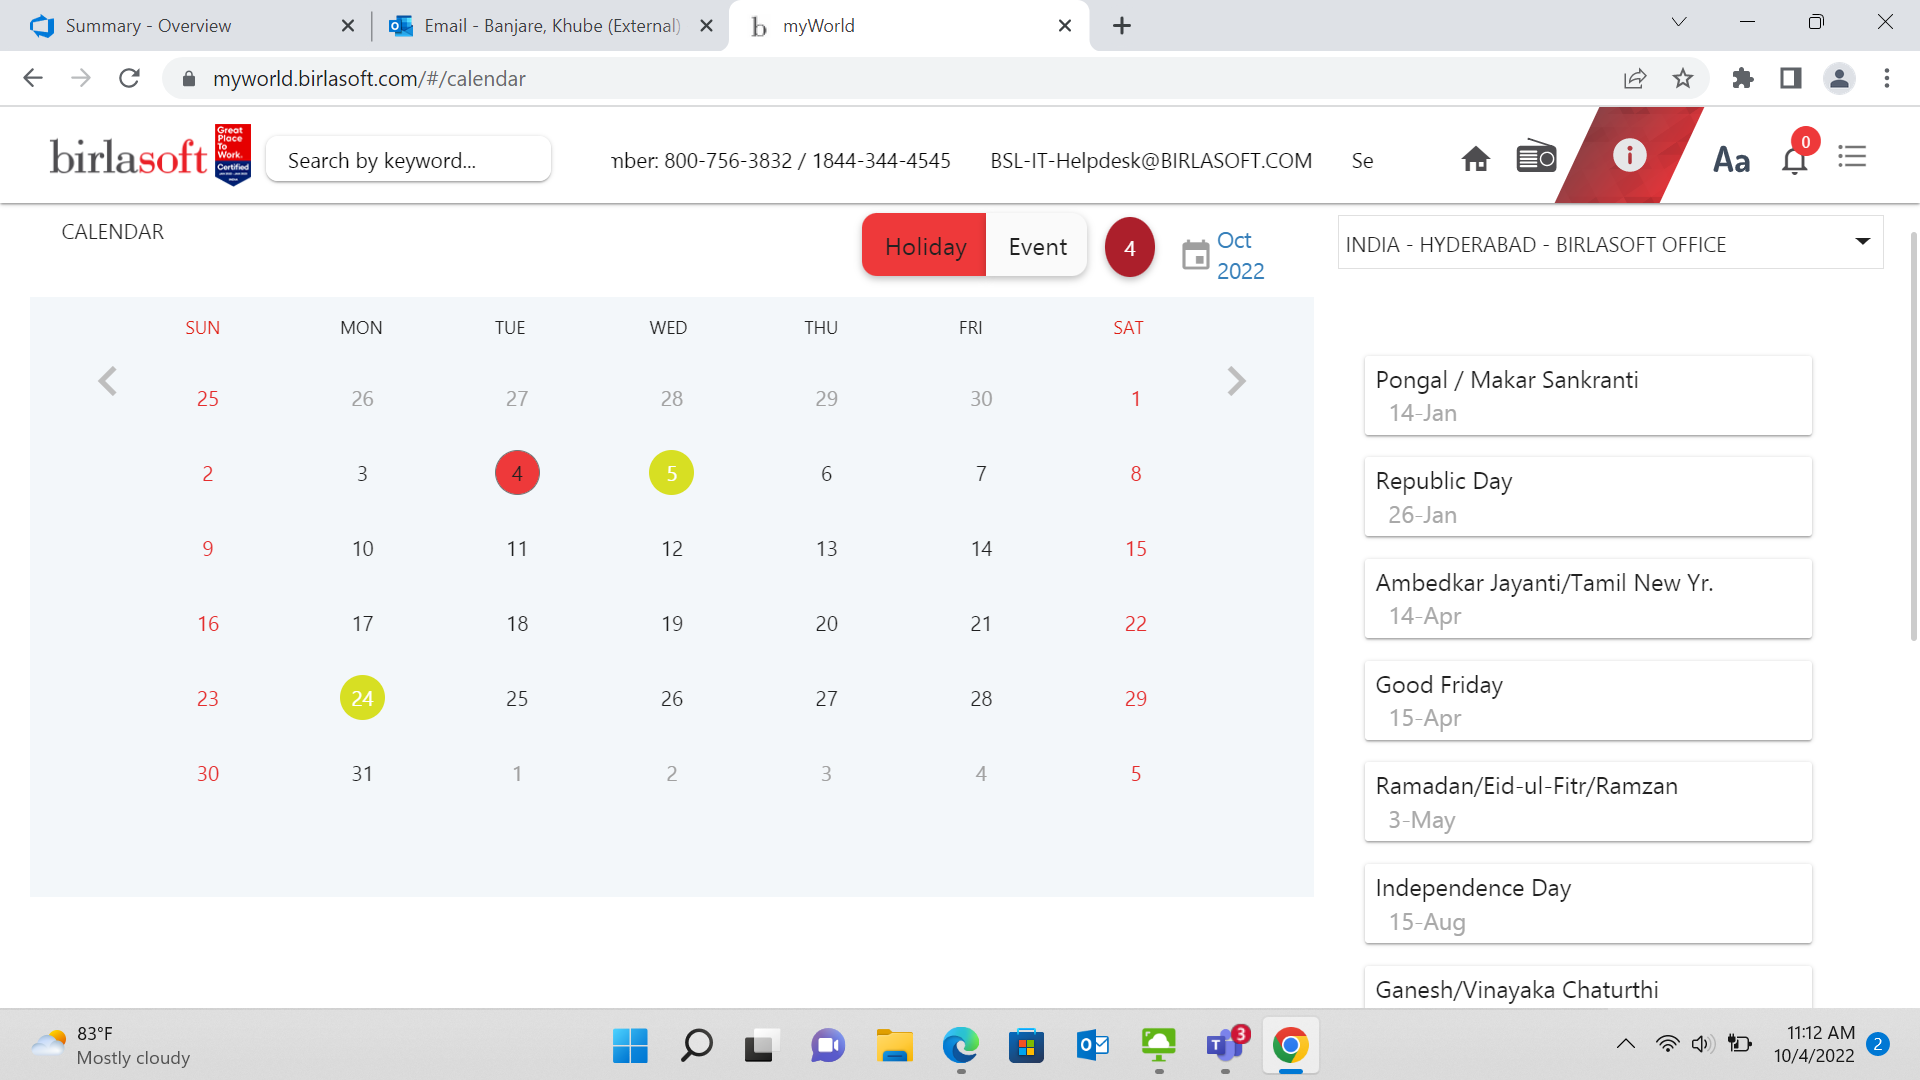 Summary - Overview
Email - Banjare, Khube (External)
b myWorld
myworld.birlasoft.com/#/calendar
birlasoft
Great
Place
To
Work.
Certified
Search by keyword...
mber: 800-756-3832 / 1844-344-4545 BSL-IT-Helpdesk@BIRLASOFT.COM Se
i
Aa
0
CALENDAR
Holiday Event 4
Oct
2022
INDIA - HYDERABAD - BIRLASOFT OFFICE
SUN MON TUE WED THU FRI SAT
25 26 27 28 29 30 1
2 3 4 5 6 7 8
9 10 11 12 13 14 15
16 17 18 19 20 21 22
23 24 25 26 27 28 29
30 31 1 2 3 4 5
Pongal / Makar Sankranti
14-Jan
Republic Day
26-Jan
Ambedkar Jayanti/Tamil New Yr.
14-Apr
Good Friday
15-Apr
Ramadan/Eid-ul-Fitr/Ramzan
3-May
Independence Day
15-Aug
Ganesh/Vinayaka Chaturthi
83°F
Mostly cloudy
3
11:12 AM
10/4/2022
2